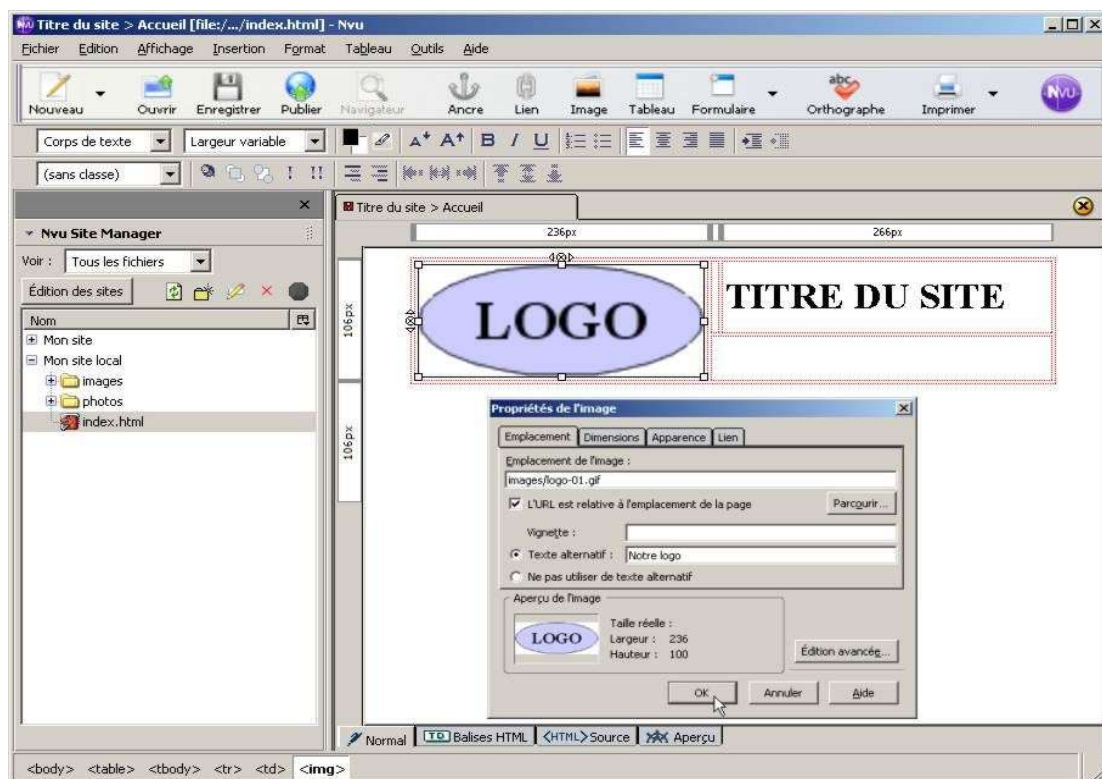 Titre du site > Accueil [file:/.../index.html] - Nvu
Fichier Edition Affichage Insertion Format Tableau Outils Aide
Nouveau Ouvrir Enregistrer Publier Navigateur Ancre Lien Image Tableau Formulaire abc Orthographe Imprimer NVU
Corps de texte Largeur variable A A B I U
(sans classe) ! !!
Titre du site > Accueil
236px 266px
Nvu Site Manager
Voir : Tous les fichiers
Édition des sites
Nom
Mon site
Mon site local
images
photos
index.html
106px
106px
LOGO
TITRE DU SITE
Propriétés de l'image
Emplacement Dimensions Apparence Lien
Emplacement de l'image :
images/logo-01.gif
L'URL est relative à l'emplacement de la page Parcourir...
Vignette :
Texte alternatif : Notre logo
Ne pas utiliser de texte alternatif
Aperçu de l'image
LOGO
Taille réelle :
Largeur : 236
Hauteur : 100
Édition avancée...
OK Annuler Aide
Normal TD Balises HTML <HTML> Source Aperçu
<body> <table> <tbody> <tr> <td> <img>